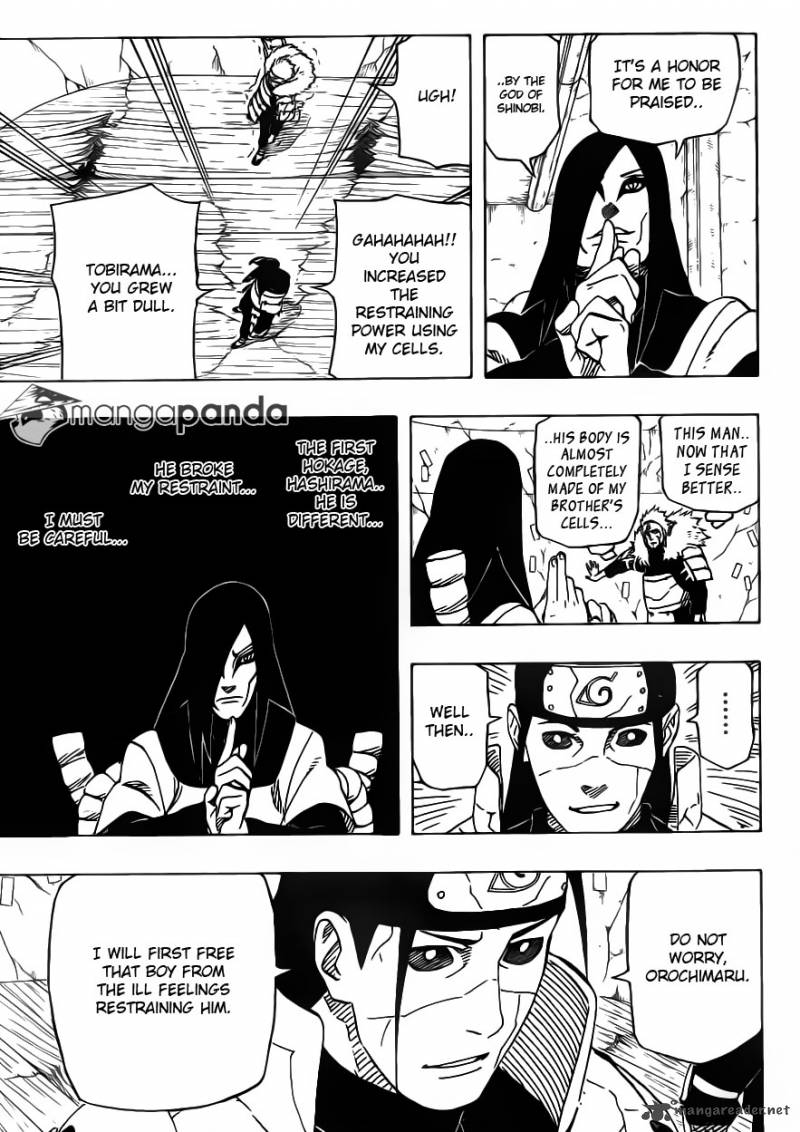 IT'S A HONOR
FOR ME TO BE
PRAISED..
..BY THE
GOD OF
SHINOBI.
UGH!
GAHAHAHAH!!
YOU
INCREASED
THE
RESTRAINING
POWER USING
MY CELLS.
TOBIRAMA...
YOU GREW
A BIT DULL.
THIS MAN..
NOW THAT
I SENSE
BETTER..
..HIS BODY IS
ALMOST
COMPLETELY
MADE OF MY
BROTHER'S
CELLS...
THE FIRST
HOKAGE,
HASHIRAMA..
HE IS
DIFFERENT...
HE BROKE
MY RESTRAINT...
I MUST
BE CAREFUL...
mangapanda
......
WELL
THEN..
DO NOT
WORRY,
OROCHIMARU.
I WILL FIRST FREE
THAT BOY FROM
THE ILL FEELINGS
RESTRAINING HIM.
mangareader.net